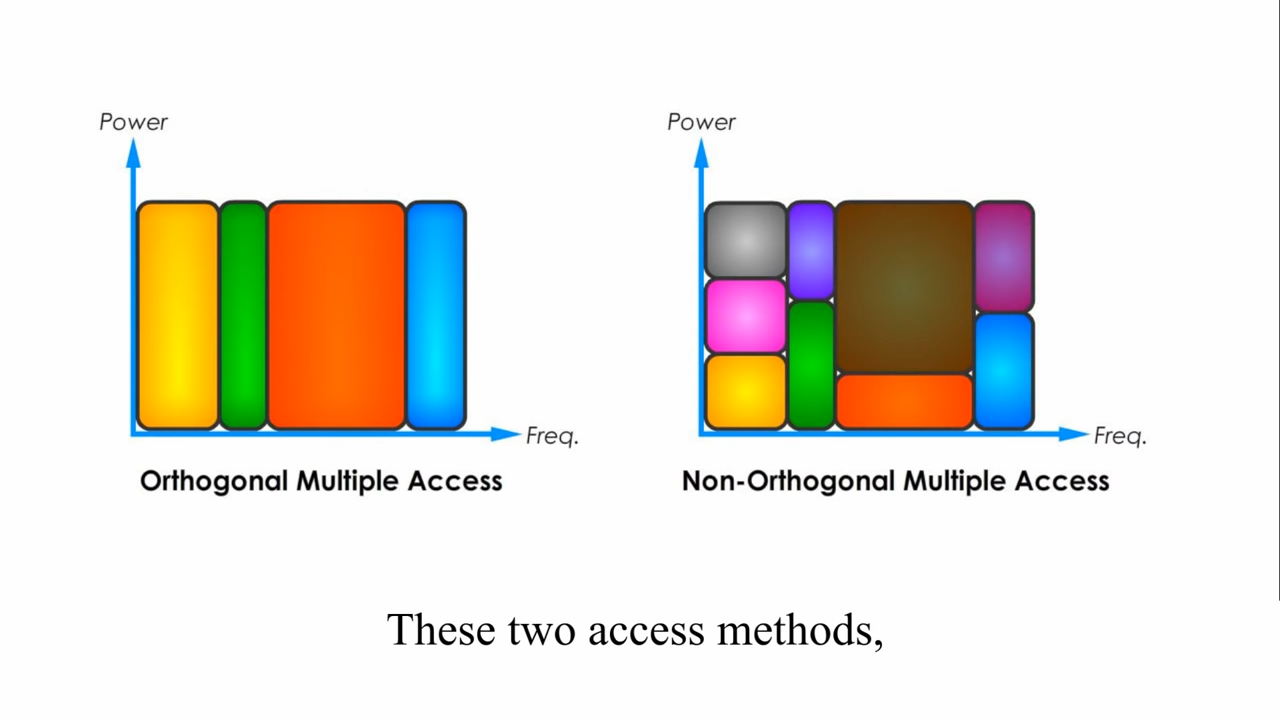 Power
Power
Freq.
Freq.
Orthogonal Multiple Access
Non-Orthogonal Multiple Access
These two access methods,